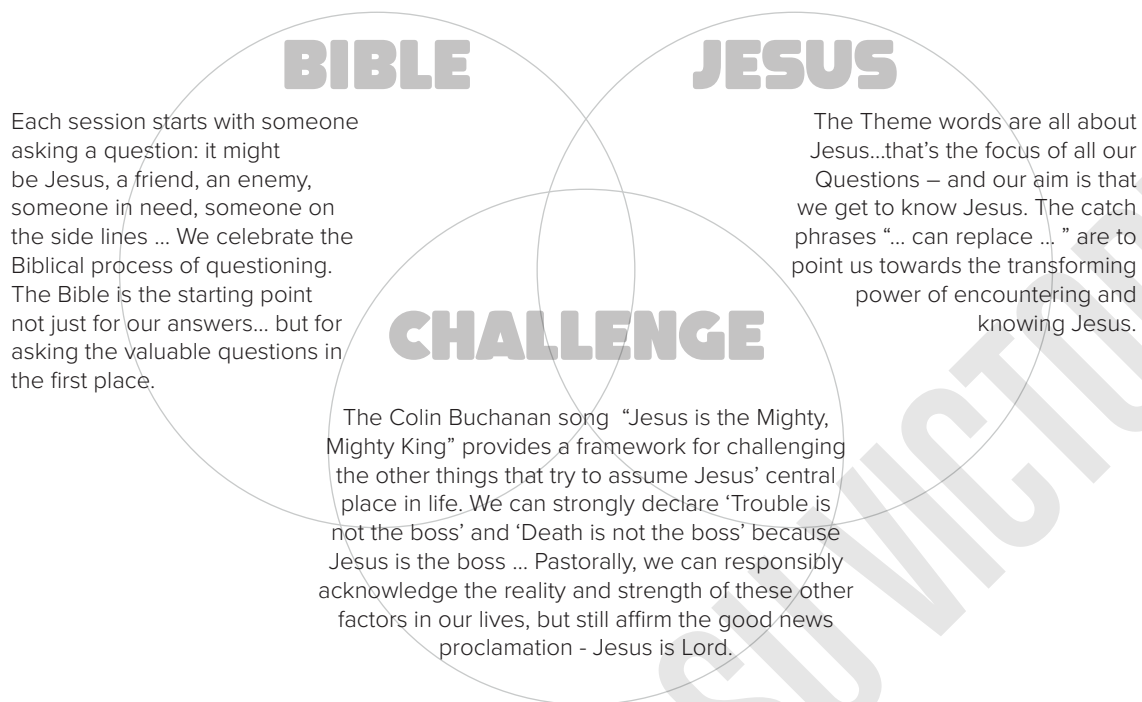 BIBLE
Each session starts with someone
asking a question: it might
be Jesus, a friend, an enemy,
someone in need, someone on
the side lines ... We celebrate the
Biblical process of questioning.
The Bible is the starting point
not just for our answers... but for
asking the valuable questions in
the first place.
JESUS
The Theme words are all about
Jesus...that’s the focus of all our
Questions – and our aim is that
we get to know Jesus. The catch
phrases “... can replace ... ” are to
point us towards the transforming
power of encountering and
knowing Jesus.
CHALLENGE
The Colin Buchanan song “Jesus is the Mighty,
Mighty King” provides a framework for challenging
the other things that try to assume Jesus’ central
place in life. We can strongly declare ‘Trouble is
not the boss’ and ‘Death is not the boss’ because
Jesus is the boss ... Pastorally, we can responsibly
acknowledge the reality and strength of these other
factors in our lives, but still affirm the good news
proclamation - Jesus is Lord.
SU